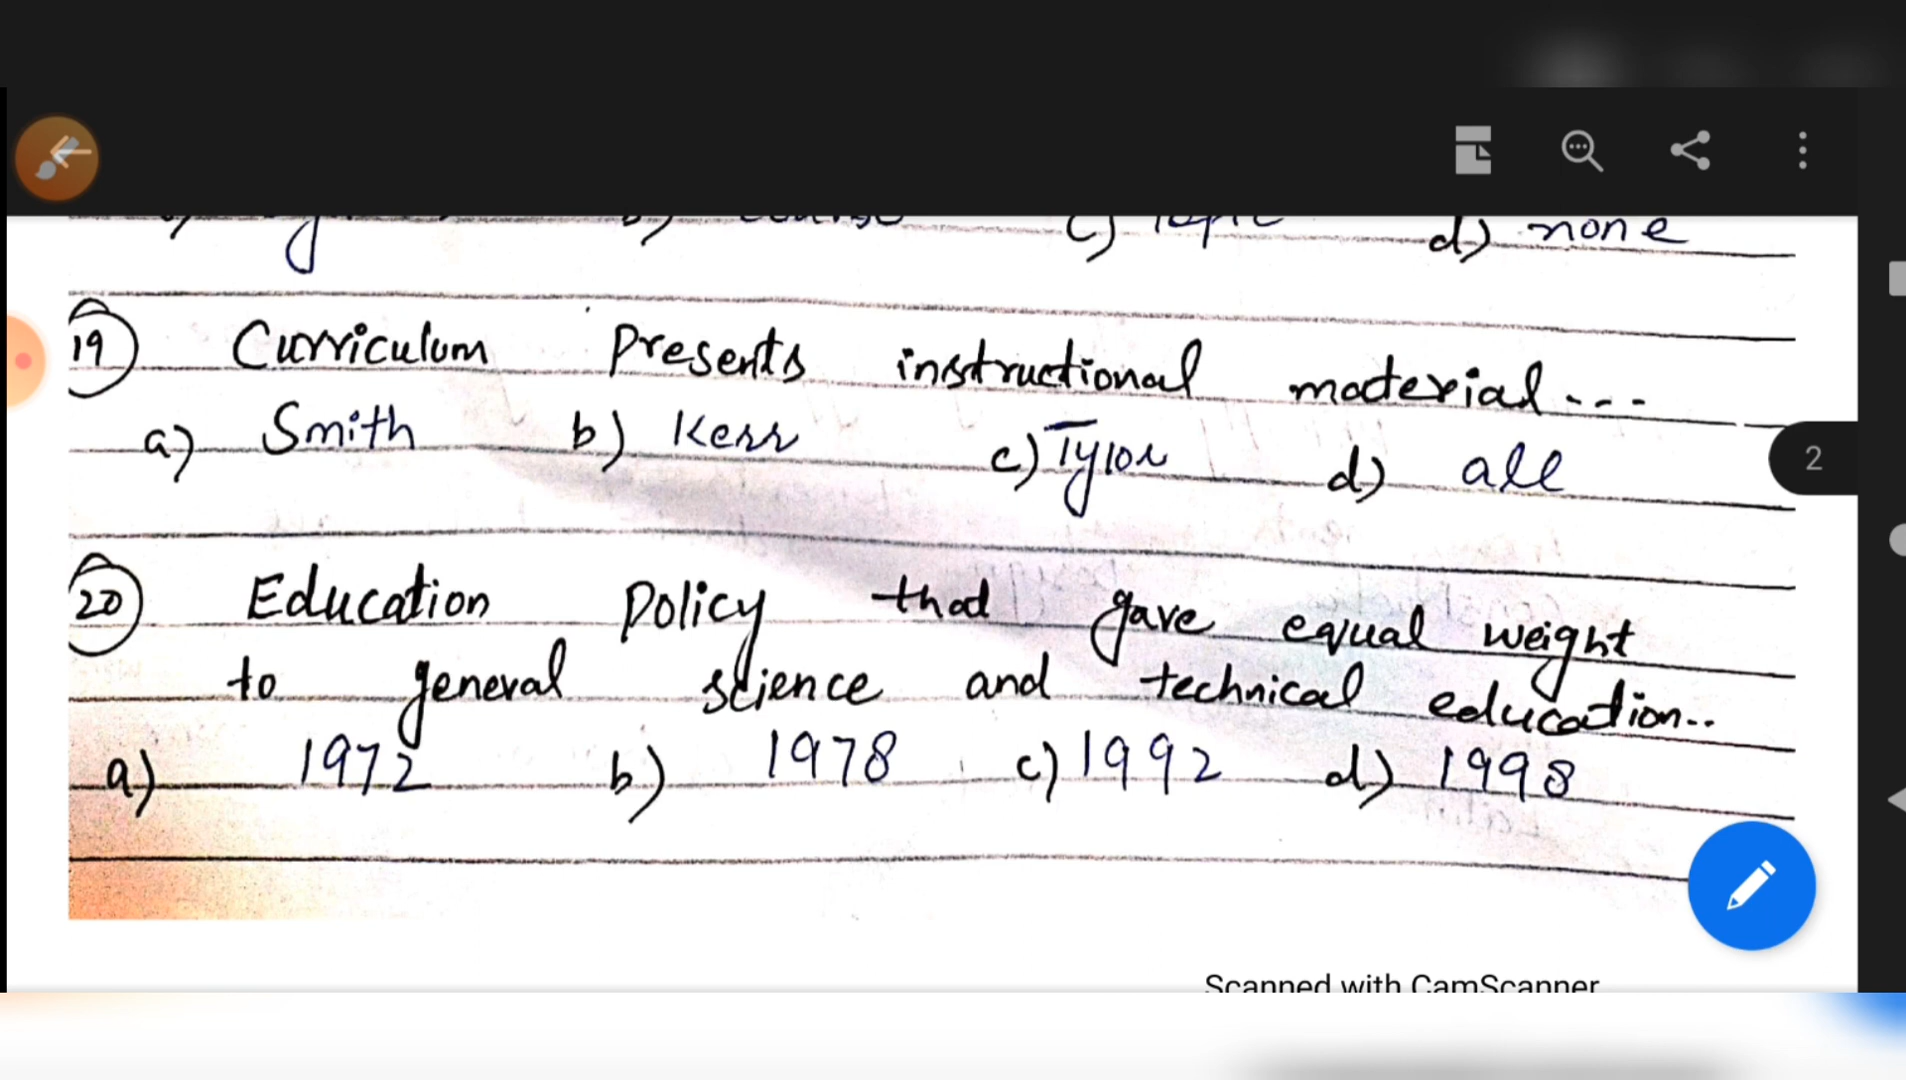 d) none
19) Curriculum Presents instructional material...
a) Smith b) Kerr c) Tylor d) all
2
20) Education Policy that gave equal weight
to general science and technical education..
a) 1972 b) 1978 c) 1992 d) 1998
Scanned with CamScanner